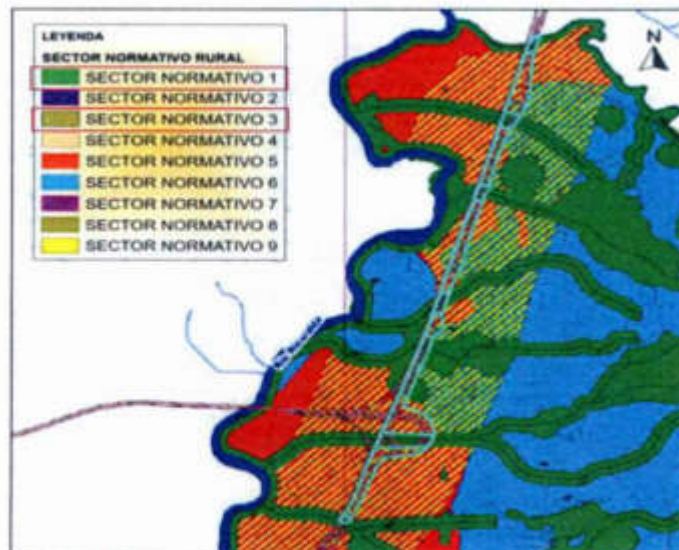 LEYENDA
SECTOR NORMATIVO RURAL
SECTOR NORMATIVO 1
SECTOR NORMATIVO 2
SECTOR NORMATIVO 3
SECTOR NORMATIVO 4
SECTOR NORMATIVO 5
SECTOR NORMATIVO 6
SECTOR NORMATIVO 7
SECTOR NORMATIVO 8
SECTOR NORMATIVO 9
N